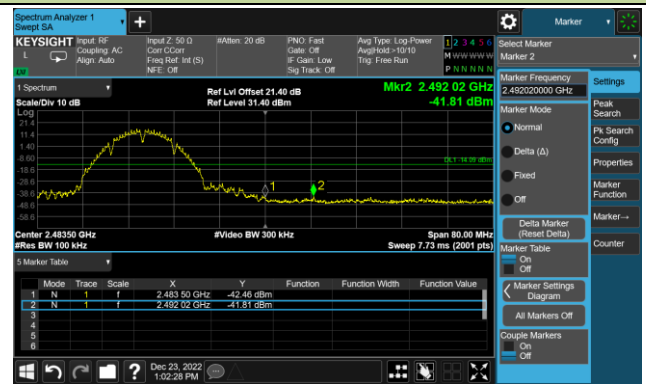 Spectrum Analyzer 1
Swept SA
+
Marker
KEYSIGHT
L
Input: RF
Coupling: AC
Align: Auto
Input Z: 50 Ω
Corr CCorr
Freq Ref: Int (S)
NFE: Off
#Atten: 20 dB
PNO: Fast
Gate: Off
IF Gain: Low
Sig Track: Off
Avg Type: Log-Power
Avg|Hold:>10/10
Trig: Free Run
1 2 3 4 5 6
M W W W W W
P N N N N N
1 Spectrum
Scale/Div 10 dB
Ref Lvl Offset 21.40 dB
Ref Level 31.40 dBm
Mkr2 2.492 02 GHz
-41.81 dBm
Log
21.4
11.4
1.40
-8.60
-18.6
-28.6
-38.6
-48.6
-58.6
DL1 -14.09 dBm
1
2
Center 2.48350 GHz
#Res BW 100 kHz
#Video BW 300 kHz
Span 80.00 MHz
Sweep 7.73 ms (2001 pts)
5 Marker Table
Mode Trace Scale X Y Function Function Width Function Value
1 N 1 f 2.483 50 GHz -42.46 dBm
2 N 1 f 2.492 02 GHz -41.81 dBm
3
4
5
6
Select Marker
Marker 2
Marker Frequency
2.492020000 GHz
Marker Mode
Normal
Delta (Δ)
Fixed
Off
Delta Marker
(Reset Delta)
Marker Table
On
Off
Marker Settings
Diagram
All Markers Off
Couple Markers
On
Off
Settings
Peak
Search
Pk Search
Config
Properties
Marker
Function
Marker→
Counter
?
Dec 23, 2022
1:02:28 PM